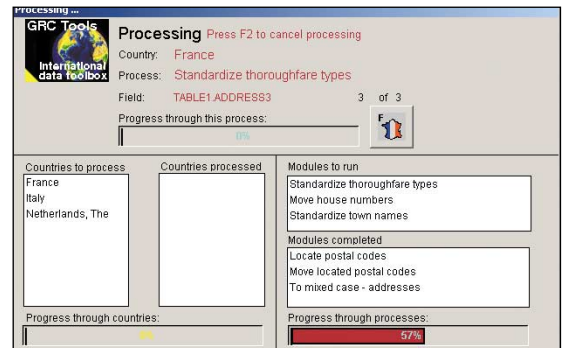 Processing ...
GRC Tools
International
data toolbox
Processing Press F2 to cancel processing
Country: France
Process: Standardize thoroughfare types
Field: TABLE1.ADDRESS3 3 of 3
Progress through this process:
0%
F
Countries to process
France
Italy
Netherlands, The
Countries processed
Progress through countries:
0%
Modules to run
Standardize thoroughfare types
Move house numbers
Standardize town names
Modules completed
Locate postal codes
Move located postal codes
To mixed case - addresses
Progress through processes:
57%